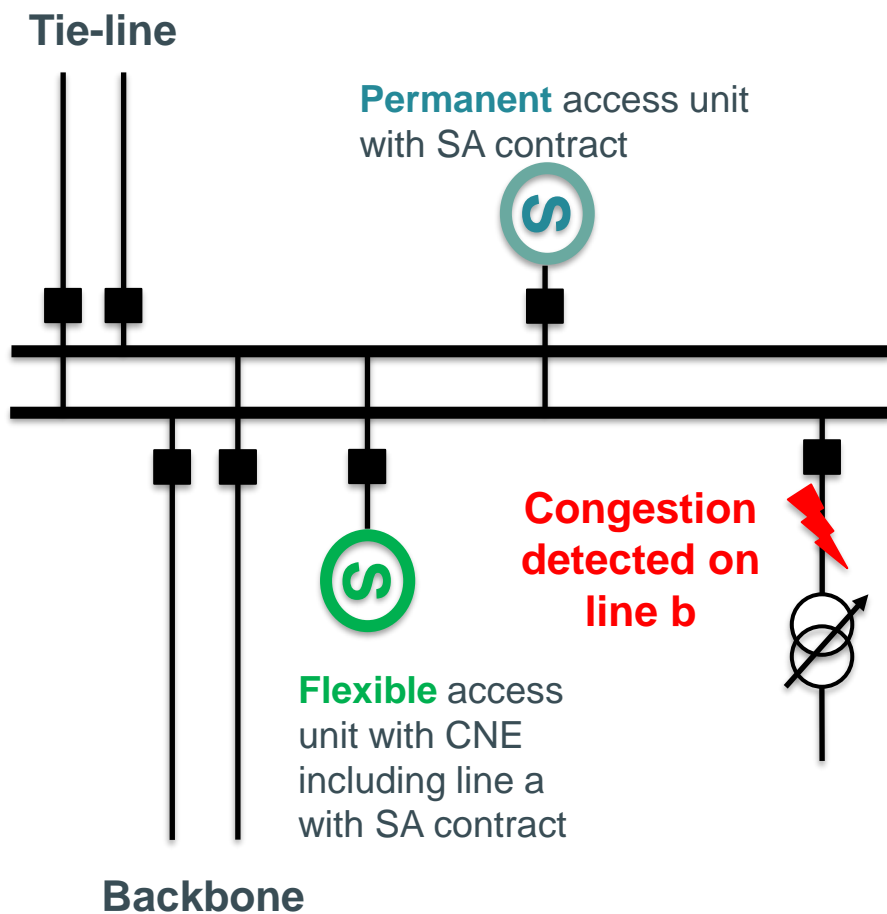 Tie-line
Permanent access unit
with SA contract
S
Congestion
detected on
line b
S
Flexible access
unit with CNE
including line a
with SA contract
Backbone